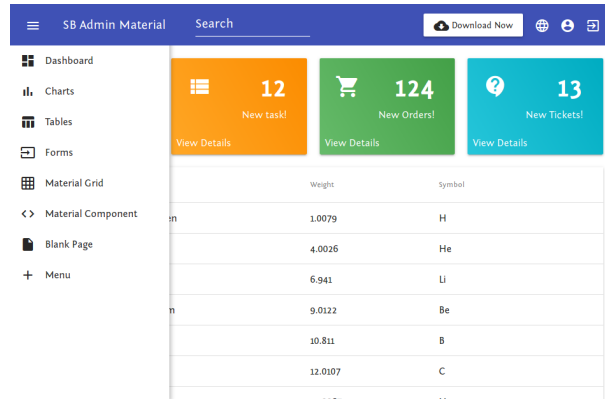 SB Admin Material Search Download Now
Dashboard
Charts
Tables
Forms
Material Grid
Material Component
Blank Page
Menu
12
New task!
View Details
124
New Orders!
View Details
13
New Tickets!
View Details
Weight Symbol
en 1.0079 H
4.0026 He
6.941 Li
m 9.0122 Be
10.811 B
12.0107 C